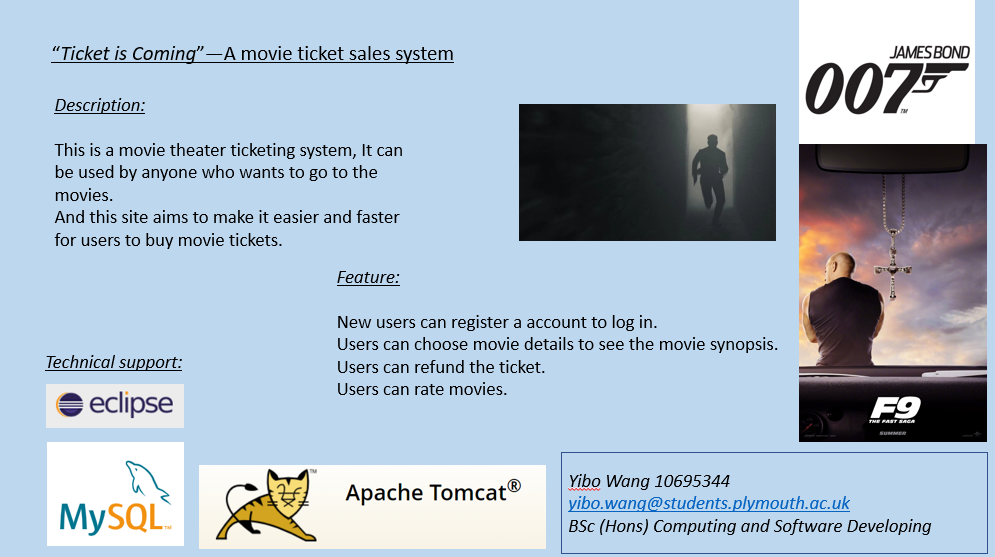 “Ticket is Coming”—A movie ticket sales system
Description:
This is a movie theater ticketing system, It can
be used by anyone who wants to go to the
movies.
And this site aims to make it easier and faster
for users to buy movie tickets.
JAMES BOND
007
TM
Feature:
New users can register a account to log in.
Users can choose movie details to see the movie synopsis.
Users can refund the ticket.
Users can rate movies.
F9
THE FAST SAGA
SUMMER
Technical support:
eclipse
MySQL
TM
TM
Apache Tomcat®
Yibo Wang 10695344
yibo.wang@students.plymouth.ac.uk
BSc (Hons) Computing and Software Developing